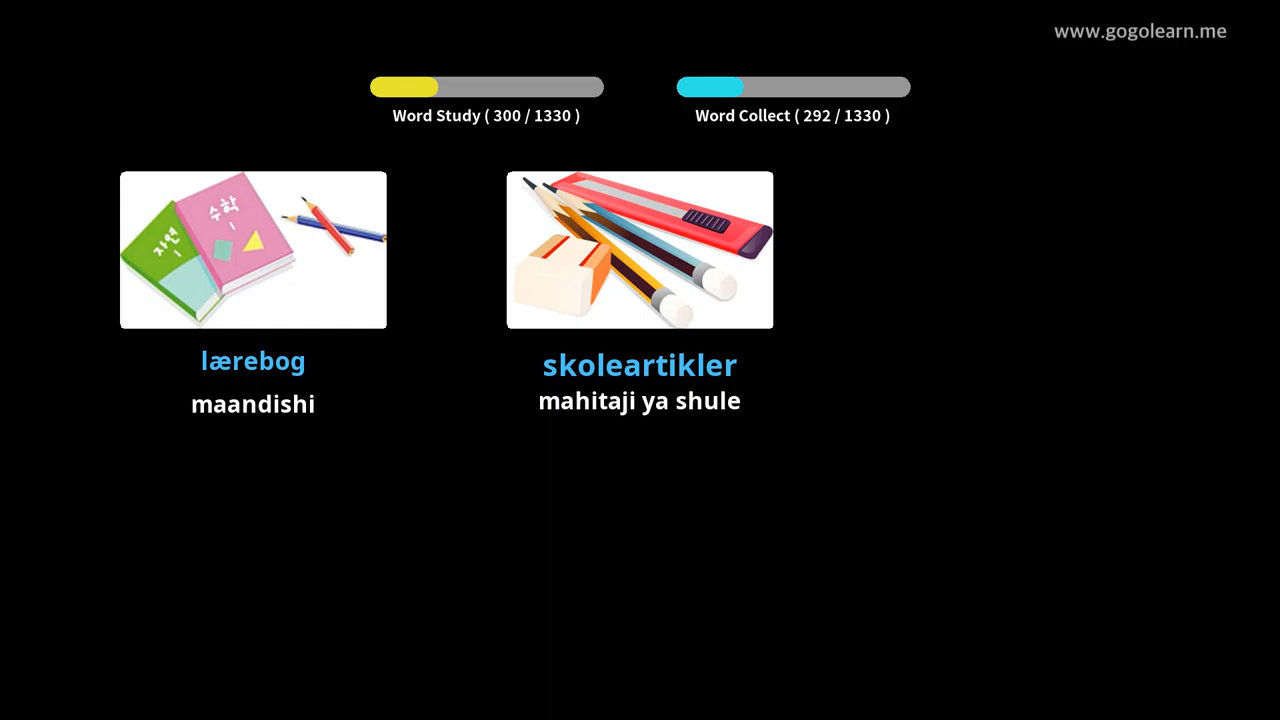 www.gogolearn.me
Word Study ( 300 / 1330 )
Word Collect ( 292 / 1330 )
자연
수학
lærebog
maandishi
skoleartikler
mahitaji ya shule